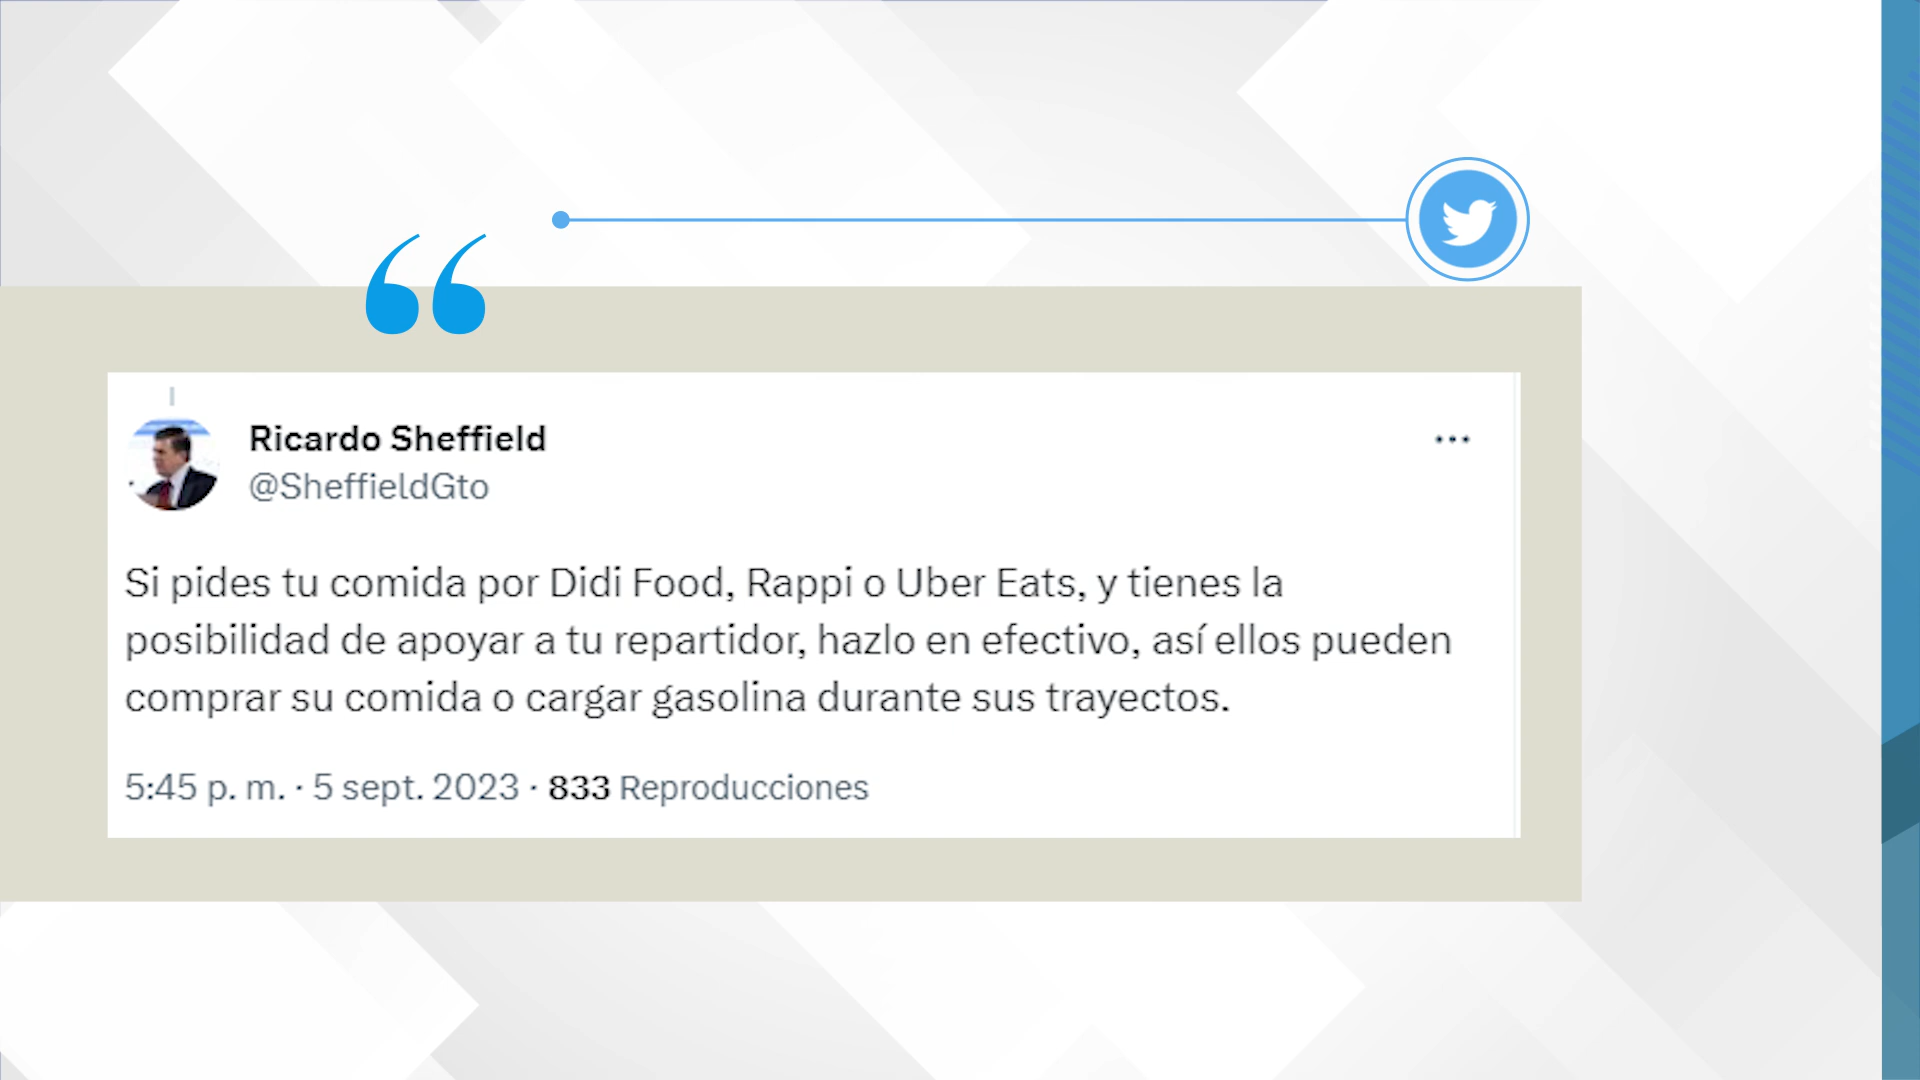 “
Ricardo Sheffield
@SheffieldGto
Si pides tu comida por Didi Food, Rappi o Uber Eats, y tienes la
posibilidad de apoyar a tu repartidor, hazlo en efectivo, así ellos pueden
comprar su comida o cargar gasolina durante sus trayectos.
5:45 p. m. · 5 sept. 2023 · 833 Reproducciones